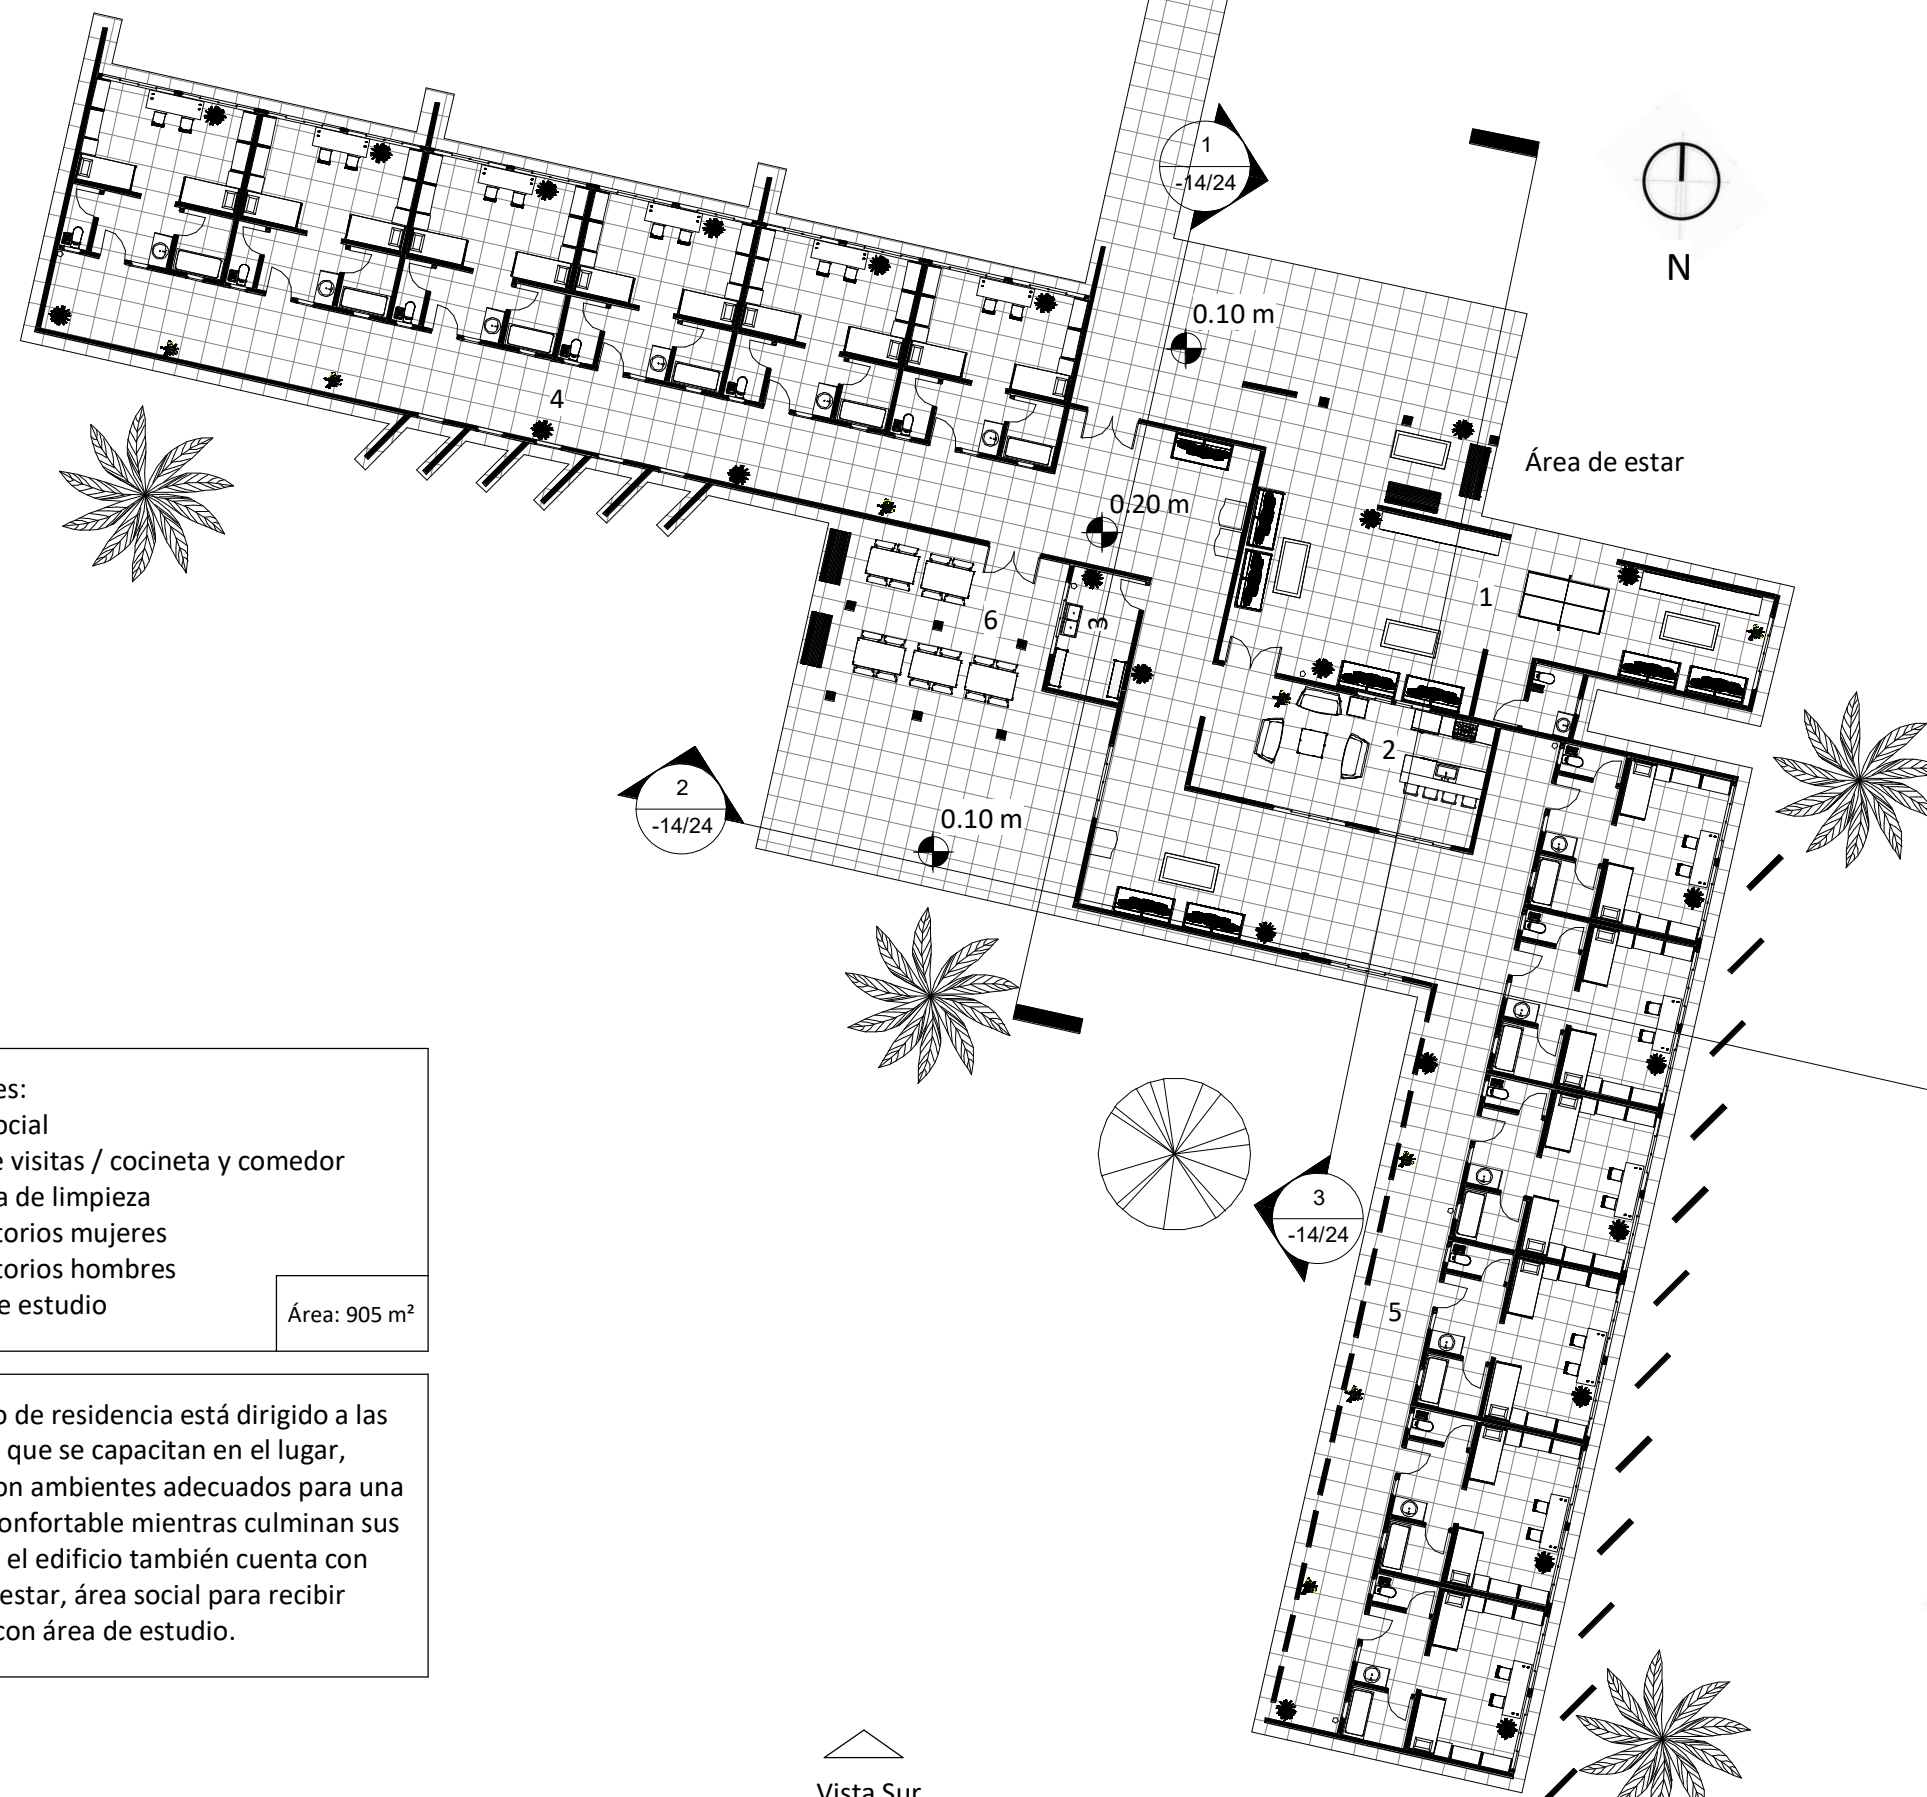 1
-14/24
N
0.10 m
4
Área de estar
0.20 m
1
6
3
2
2
-14/24
0.10 m
es:
ocial
e visitas / cocineta y comedor
a de limpieza
torios mujeres
torios hombres
e estudio
Área: 905 m²
3
-14/24
5
o de residencia está dirigido a las
que se capacitan en el lugar,
on ambientes adecuados para una
onfortable mientras culminan sus
el edificio también cuenta con
estar, área social para recibir
con área de estudio.
Vista Sur